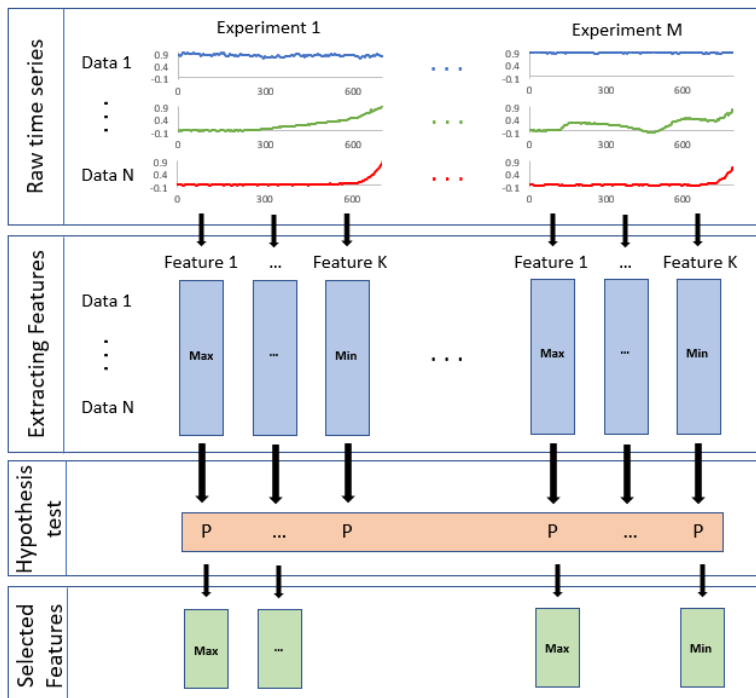 Experiment 1
Experiment M
Raw time series
Data 1
0.9
0.4
-0.1
0
300
600
. . .
0.9
0.4
-0.1
0
300
600
0.9
0.4
-0.1
0
300
600
. . .
0.9
0.4
-0.1
0
300
600
Data N
0.9
0.4
-0.1
0
300
600
. . .
0.9
0.4
-0.1
0
300
600
Extracting Features
Feature 1 ... Feature K
Feature 1 ... Feature K
Data 1
Max ... Min
. . .
Max ... Min
Data N
Hypothesis
test
P ... P P ... P
Selected
Features
Max ... Max Min